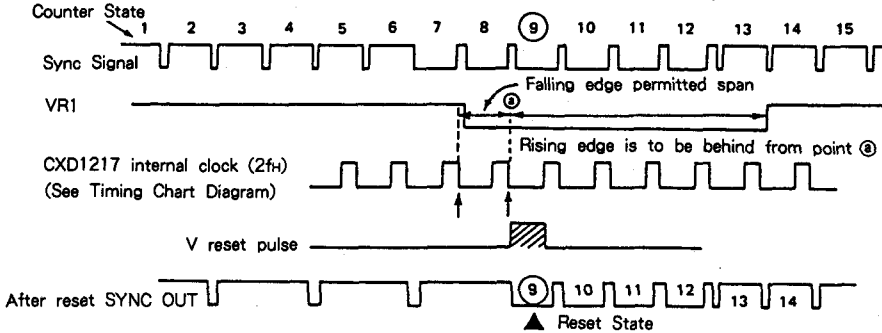 Counter State
1 2 3 4 5 6 7 8 9 10 11 12 13 14 15
Sync Signal
Falling edge permitted span
VR1
ⓐ
Rising edge is to be behind from point ⓐ
CXD1217 internal clock (2fH)
(See Timing Chart Diagram)
V reset pulse
After reset SYNC OUT
9 10 11 12 13 14
Reset State